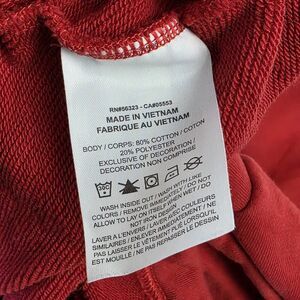 RN#56323 - CA#05553
MADE IN VIETNAM
FABRIQUE AU VIETNAM
BODY / CORPS: 80% COTTON / COTON
20% POLYESTER
EXCLUSIVE OF DECORATION /
DECORATION NON COMPRISE
WASH INSIDE OUT / WASH WITH LIKE
COLORS / REMOVE IMMEDIATELY / DO NOT
ALLOW TO LAY ON ITSELF WHEN WET / DO
NOT IRON DESIGN
LAVER A L'ENVERS / LAVER AVEC COULEURS
SIMILAIRES / ENLEVER IMMEDIATEMENT / NE
PAS LAISSER LE VÊTEMENT PLIÉ LORSQU'IL
EST MOUILLÉ / NE PAS REPASSER LE DESSIN